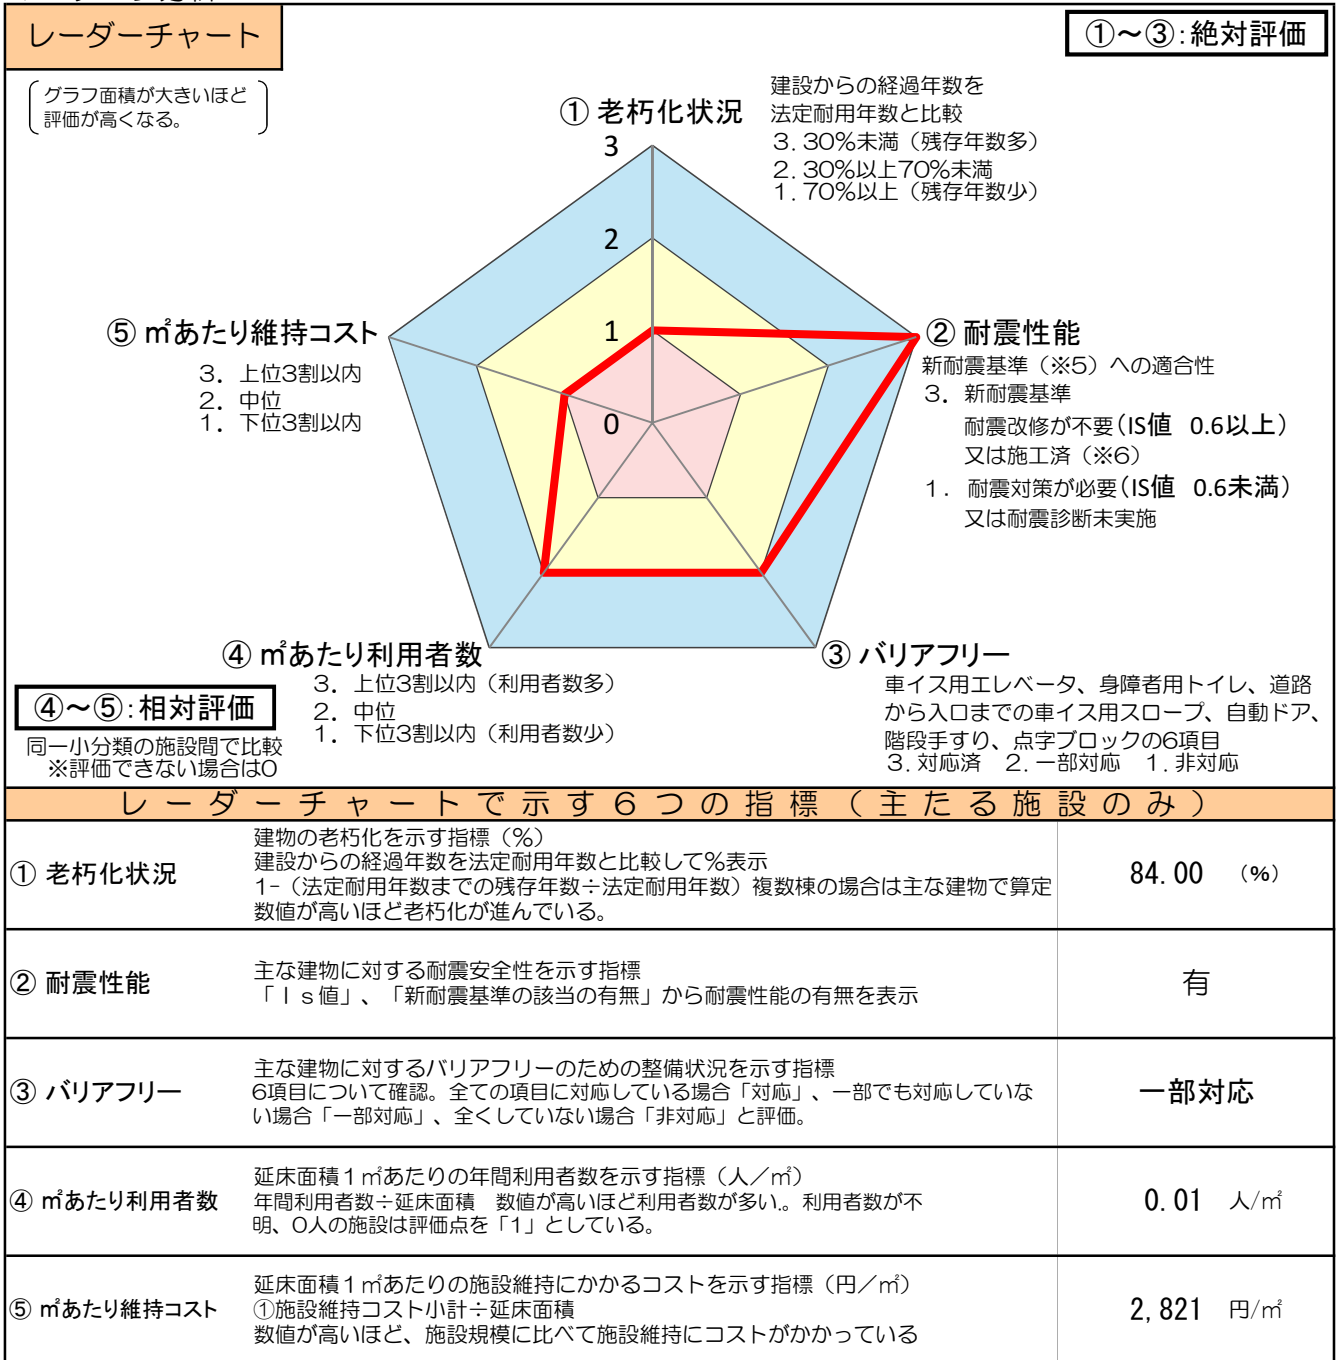 レーダーチャート
①～③:絶対評価
グラフ面積が大きいほど
評価が高くなる。
① 老朽化状況
建設からの経過年数を
法定耐用年数と比較
3．30%未満（残存年数多）
2．30%以上70%未満
1．70%以上（残存年数少）
3
2
1
0
② 耐震性能
新耐震基準（※5）への適合性
3． 新耐震基準
耐震改修が不要(IS値 0.6以上)
又は施工済（※6）
1． 耐震対策が必要(IS値 0.6未満)
又は耐震診断未実施
⑤ ㎡あたり維持コスト
3． 上位3割以内
2． 中位
1． 下位3割以内
④ ㎡あたり利用者数
3． 上位3割以内（利用者数多）
2． 中位
1． 下位3割以内（利用者数少）
③ バリアフリー
車イス用エレベータ、身障者用トイレ、道路
から入口までの車イス用スロープ、自動ドア、
階段手すり、点字ブロックの6項目
3．対応済 2．一部対応 1．非対応
④～⑤:相対評価
同一小分類の施設間で比較
※評価できない場合は0
レーダーチャートで示す６つの指標（主たる施設のみ）
① 老朽化状況
建物の老朽化を示す指標（%）
建設からの経過年数を法定耐用年数と比較して%表示
1-（法定耐用年数までの残存年数÷法定耐用年数）複数棟の場合は主な建物で算定
数値が高いほど老朽化が進んでいる。
84.00 （%）
② 耐震性能
主な建物に対する耐震安全性を示す指標
「Ｉｓ値」、「新耐震基準の該当の有無」から耐震性能の有無を表示
有
③ バリアフリー
主な建物に対するバリアフリーのための整備状況を示す指標
6項目について確認。全ての項目に対応している場合「対応」、一部でも対応していな
い場合「一部対応」、全くしていない場合「非対応」と評価。
一部対応
④ ㎡あたり利用者数
延床面積１㎡あたりの年間利用者数を示す指標（人／㎡）
年間利用者数÷延床面積 数値が高いほど利用者数が多い。利用者数が不
明、0人の施設は評価点を「1」としている。
0.01 人/㎡
⑤ ㎡あたり維持コスト
延床面積１㎡あたりの施設維持にかかるコストを示す指標（円／㎡）
①施設維持コスト小計÷延床面積
数値が高いほど、施設規模に比べて施設維持にコストがかかっている
2,821 円/㎡